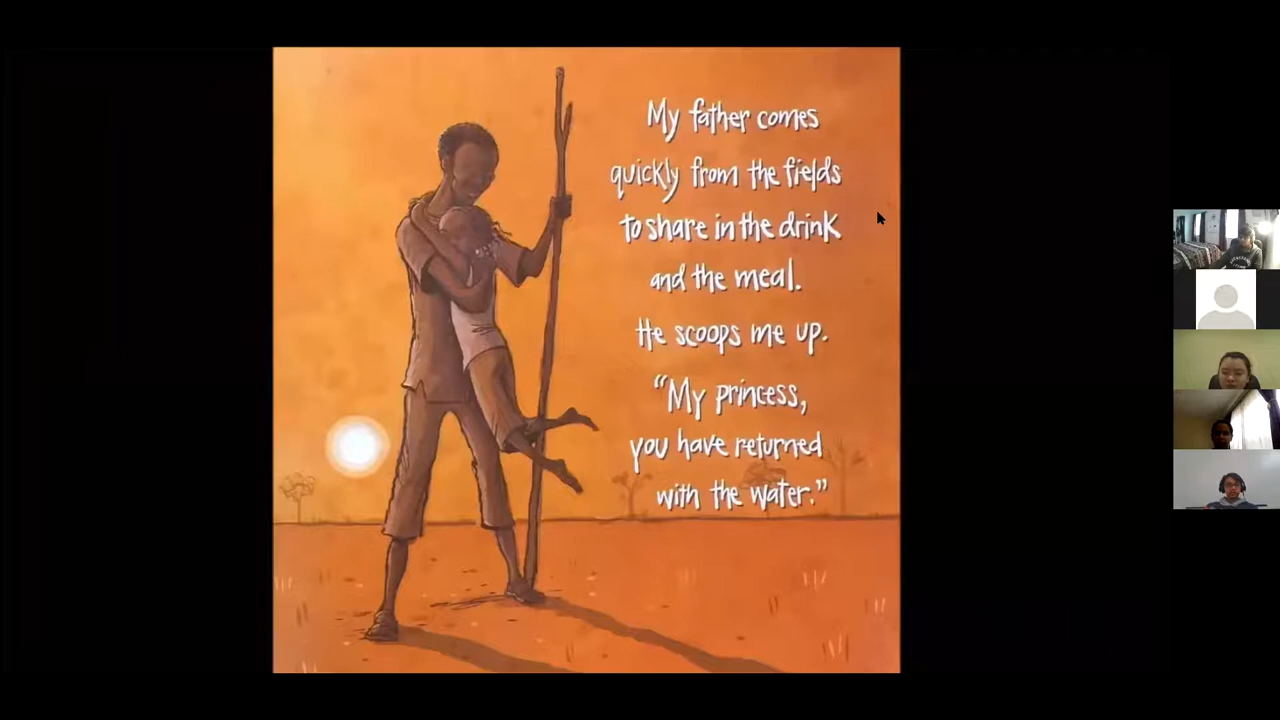 My father comes
quickly from the fields
to share in the drink
and the meal.
He scoops me up.
“My princess,
you have returned
with the water.”